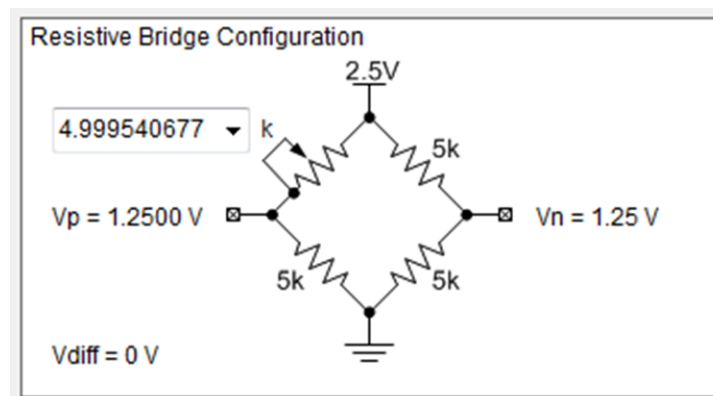 Resistive Bridge Configuration
2.5V
4.999540677 k
5k
Vp = 1.2500 V
Vn = 1.25 V
5k
5k
Vdiff = 0 V